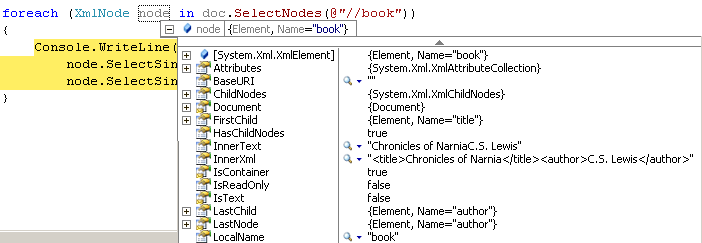 foreach (XmlNode node in doc.SelectNodes(@"//book"))
node {Element, Name="book"}
{
Console.WriteLine(
[System.Xml.XmlElement] {Element, Name="book"}
node.SelectSin
Attributes {System.Xml.XmlAttributeCollection}
node.SelectSin
BaseURI ""
}
ChildNodes {System.Xml.XmlChildNodes}
Document {Document}
FirstChild {Element, Name="title"}
HasChildNodes true
InnerText "Chronicles of NarniaC.S. Lewis"
InnerXml "<title>Chronicles of Narnia</title><author>C.S. Lewis</author>"
IsContainer true
IsReadOnly false
IsText false
LastChild {Element, Name="author"}
LastNode {Element, Name="author"}
LocalName "book"